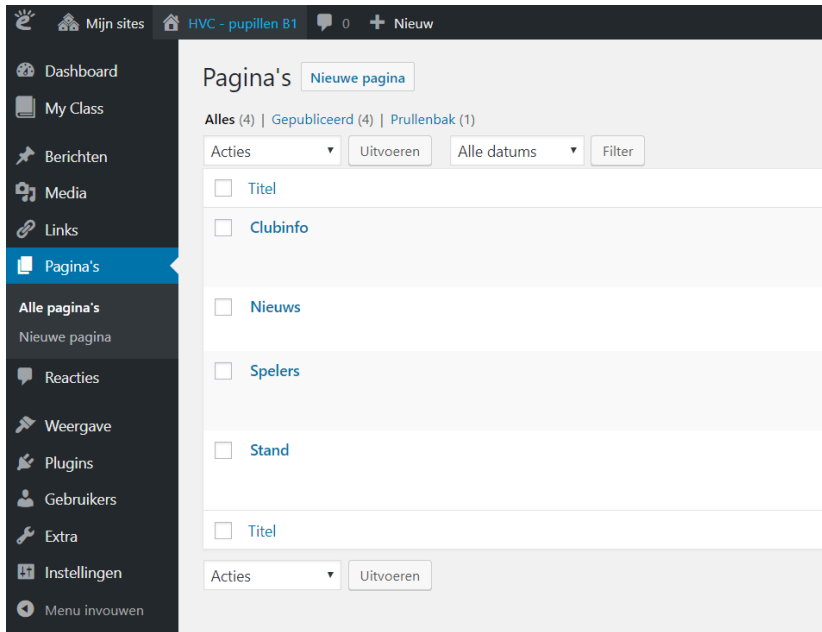 Mijn sites HVC - pupillen B1 0 Nieuw
Dashboard
My Class
Berichten
Media
Links
Pagina's
Alle pagina's
Nieuwe pagina
Reacties
Weergave
Plugins
Gebruikers
Extra
Instellingen
Menu invouwen
Pagina's Nieuwe pagina
Alles (4) | Gepubliceerd (4) | Prullenbak (1)
Acties Uitvoeren Alle datums Filter
Titel
Clubinfo
Nieuws
Spelers
Stand
Titel
Acties Uitvoeren